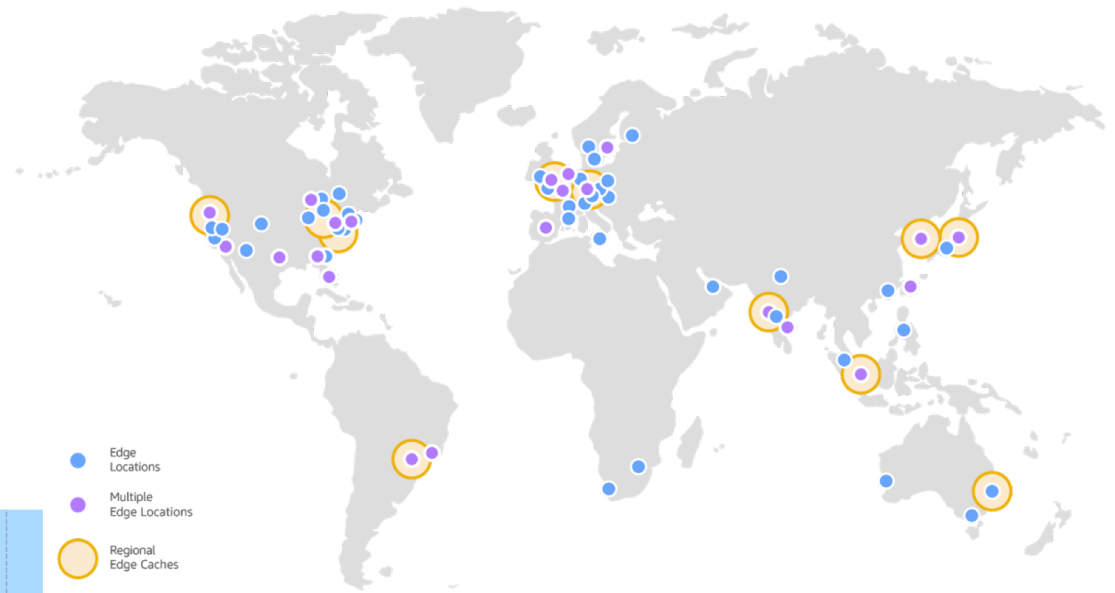 Edge
Locations
Multiple
Edge Locations
Regional
Edge Caches